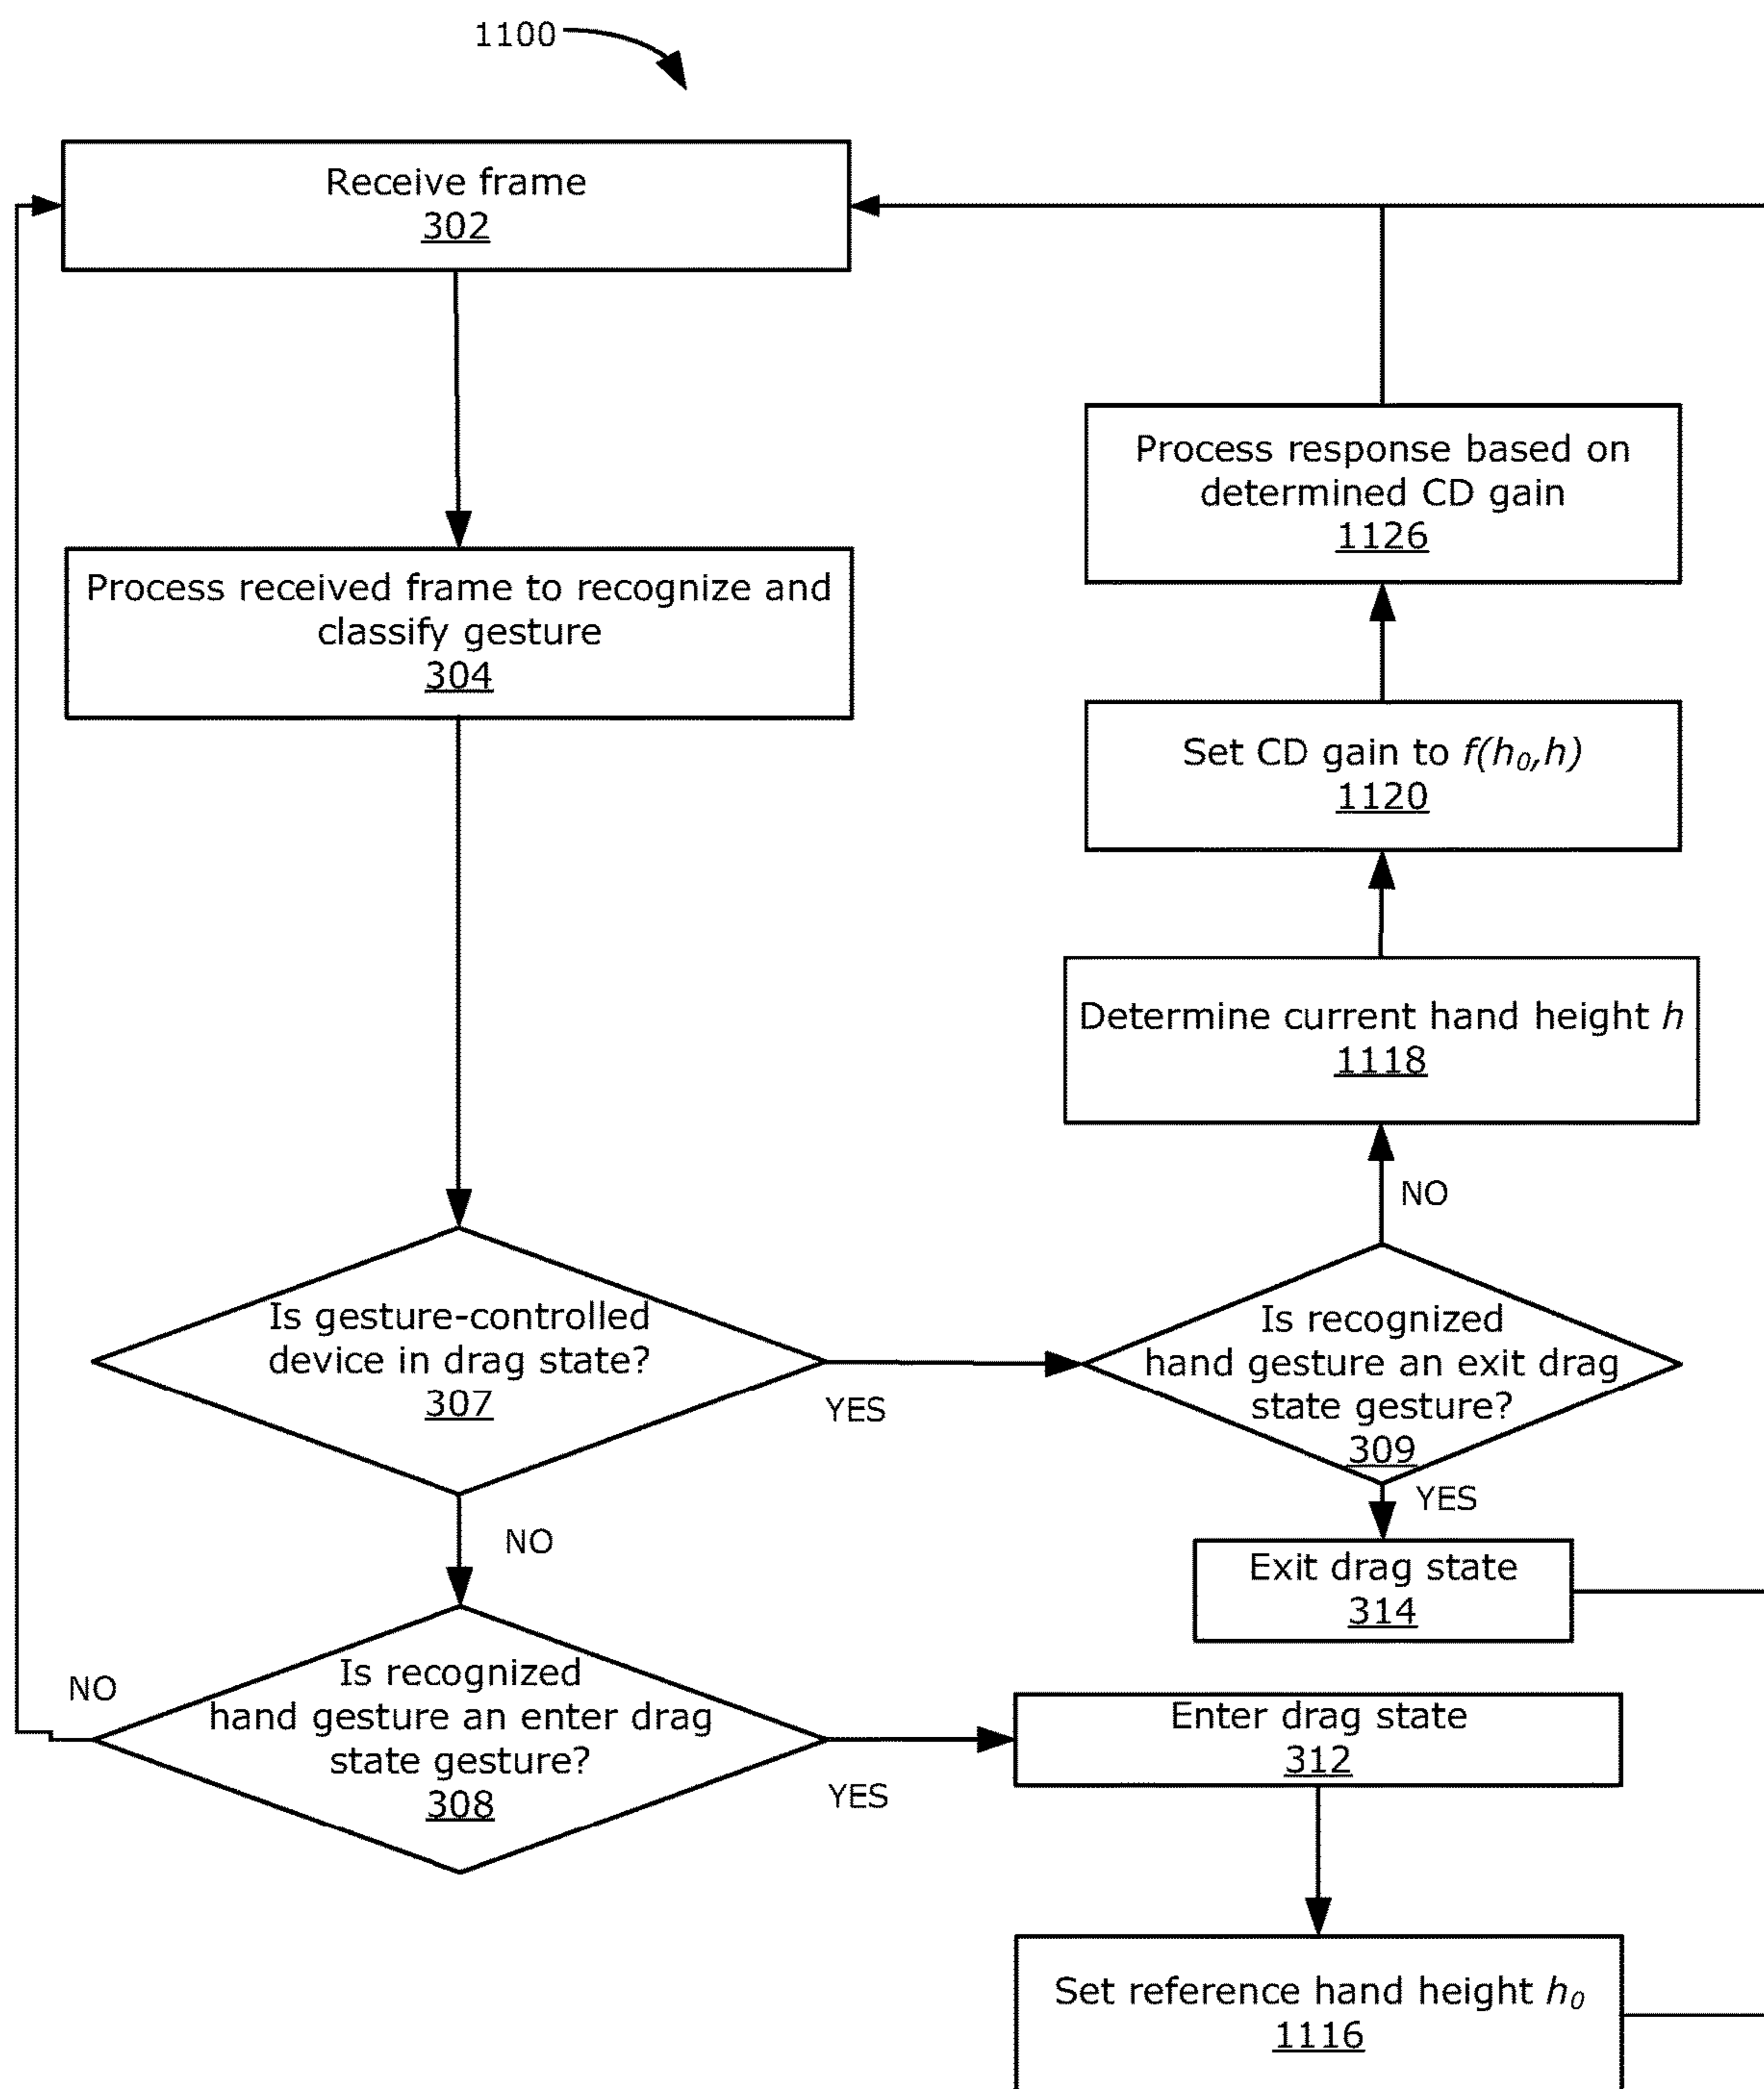 1100
Receive frame
302
Process received frame to recognize and
classify gesture
304
Is gesture-controlled
device in drag state?
307
YES
NO
Is recognized
hand gesture an enter drag
state gesture?
308
NO
YES
Process response based on
determined CD gain
1126
Set CD gain to f(h₀,h)
1120
Determine current hand height h
1118
NO
Is recognized
hand gesture an exit drag
state gesture?
309
YES
Exit drag state
314
Enter drag state
312
Set reference hand height h₀
1116